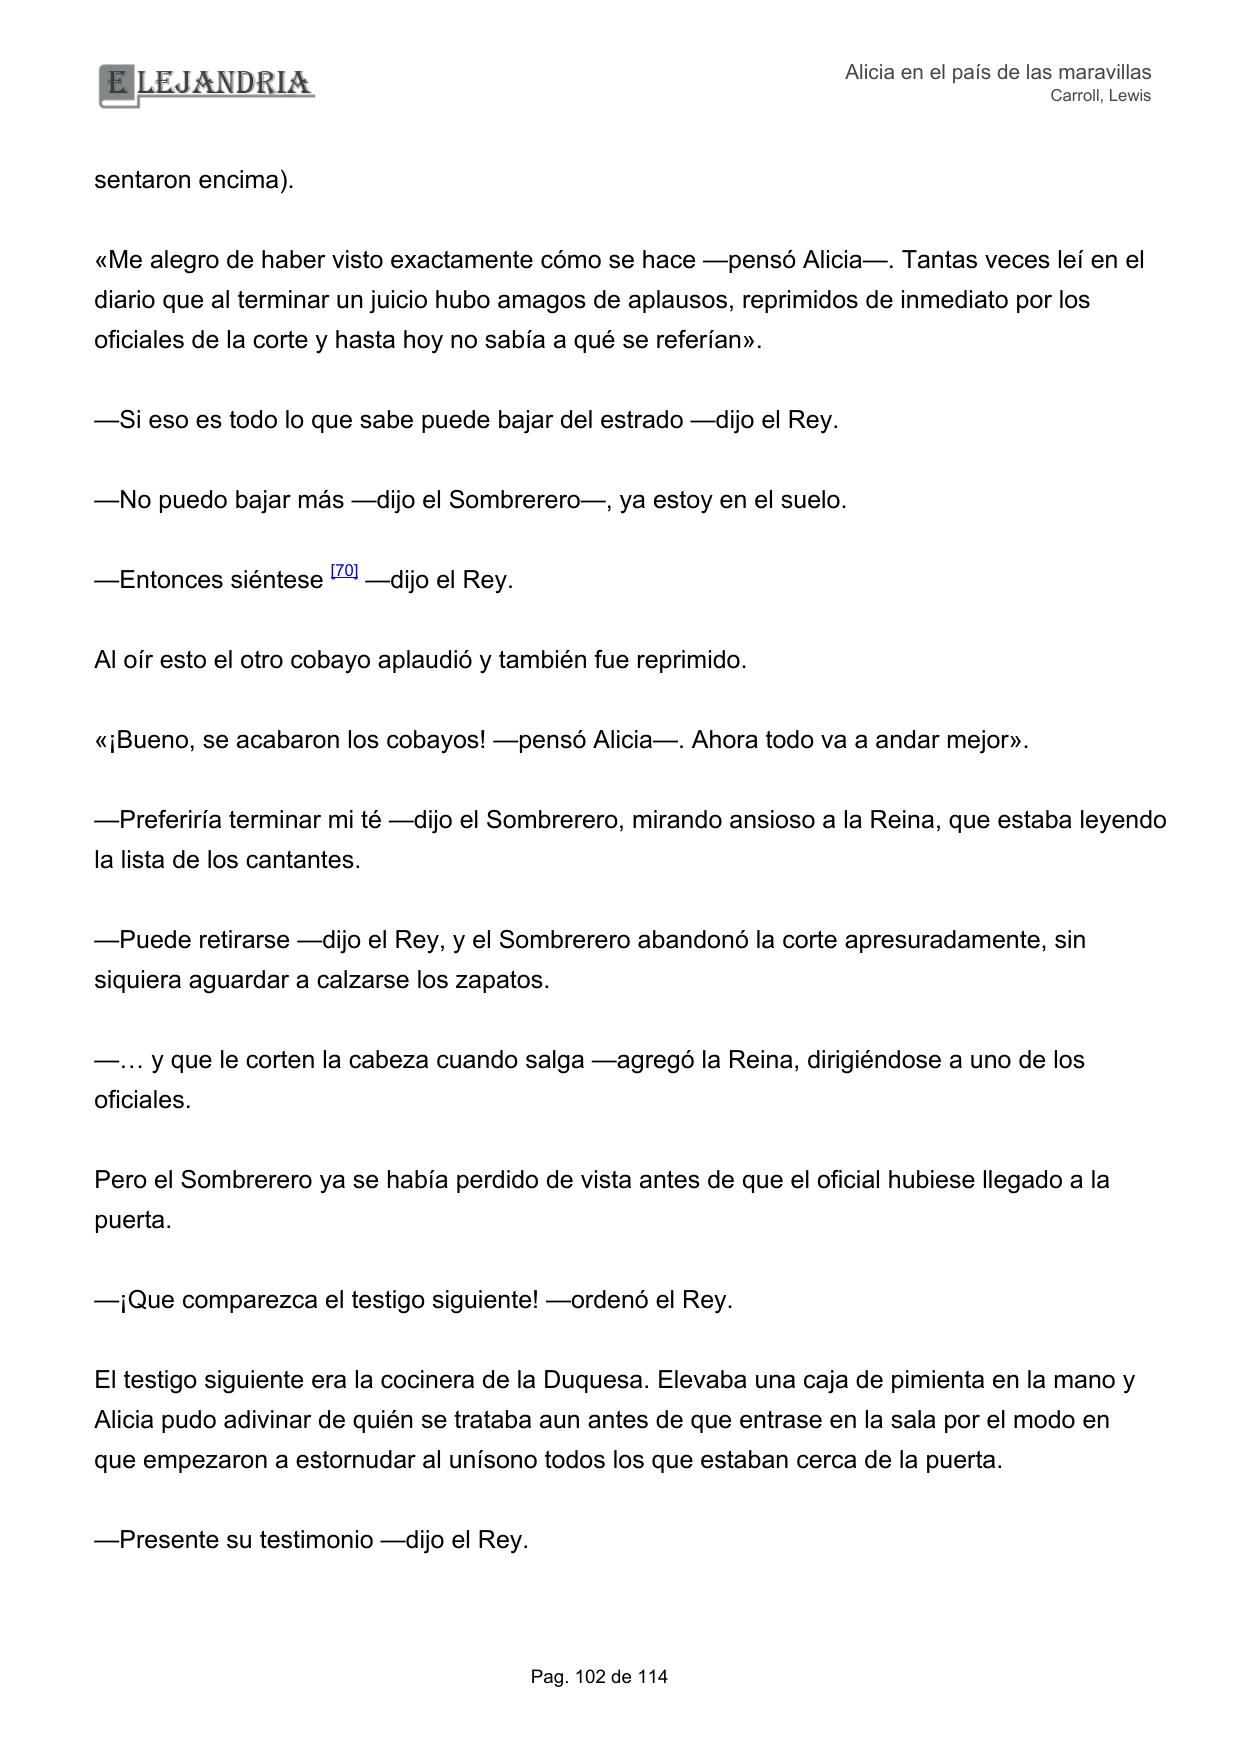 ELEJANDRIA
Alicia en el país de las maravillas
Carroll, Lewis
sentaron encima).
«Me alegro de haber visto exactamente cómo se hace —pensó Alicia—. Tantas veces leí en el
diario que al terminar un juicio hubo amagos de aplausos, reprimidos de inmediato por los
oficiales de la corte y hasta hoy no sabía a qué se referían».
—Si eso es todo lo que sabe puede bajar del estrado —dijo el Rey.
—No puedo bajar más —dijo el Sombrerero—, ya estoy en el suelo.
—Entonces siéntese [70] —dijo el Rey.
Al oír esto el otro cobayo aplaudió y también fue reprimido.
«¡Bueno, se acabaron los cobayos! —pensó Alicia—. Ahora todo va a andar mejor».
—Preferiría terminar mi té —dijo el Sombrerero, mirando ansioso a la Reina, que estaba leyendo
la lista de los cantantes.
—Puede retirarse —dijo el Rey, y el Sombrerero abandonó la corte apresuradamente, sin
siquiera aguardar a calzarse los zapatos.
—… y que le corten la cabeza cuando salga —agregó la Reina, dirigiéndose a uno de los
oficiales.
Pero el Sombrerero ya se había perdido de vista antes de que el oficial hubiese llegado a la
puerta.
—¡Que comparezca el testigo siguiente! —ordenó el Rey.
El testigo siguiente era la cocinera de la Duquesa. Elevaba una caja de pimienta en la mano y
Alicia pudo adivinar de quién se trataba aun antes de que entrase en la sala por el modo en
que empezaron a estornudar al unísono todos los que estaban cerca de la puerta.
—Presente su testimonio —dijo el Rey.
Pag. 102 de 114